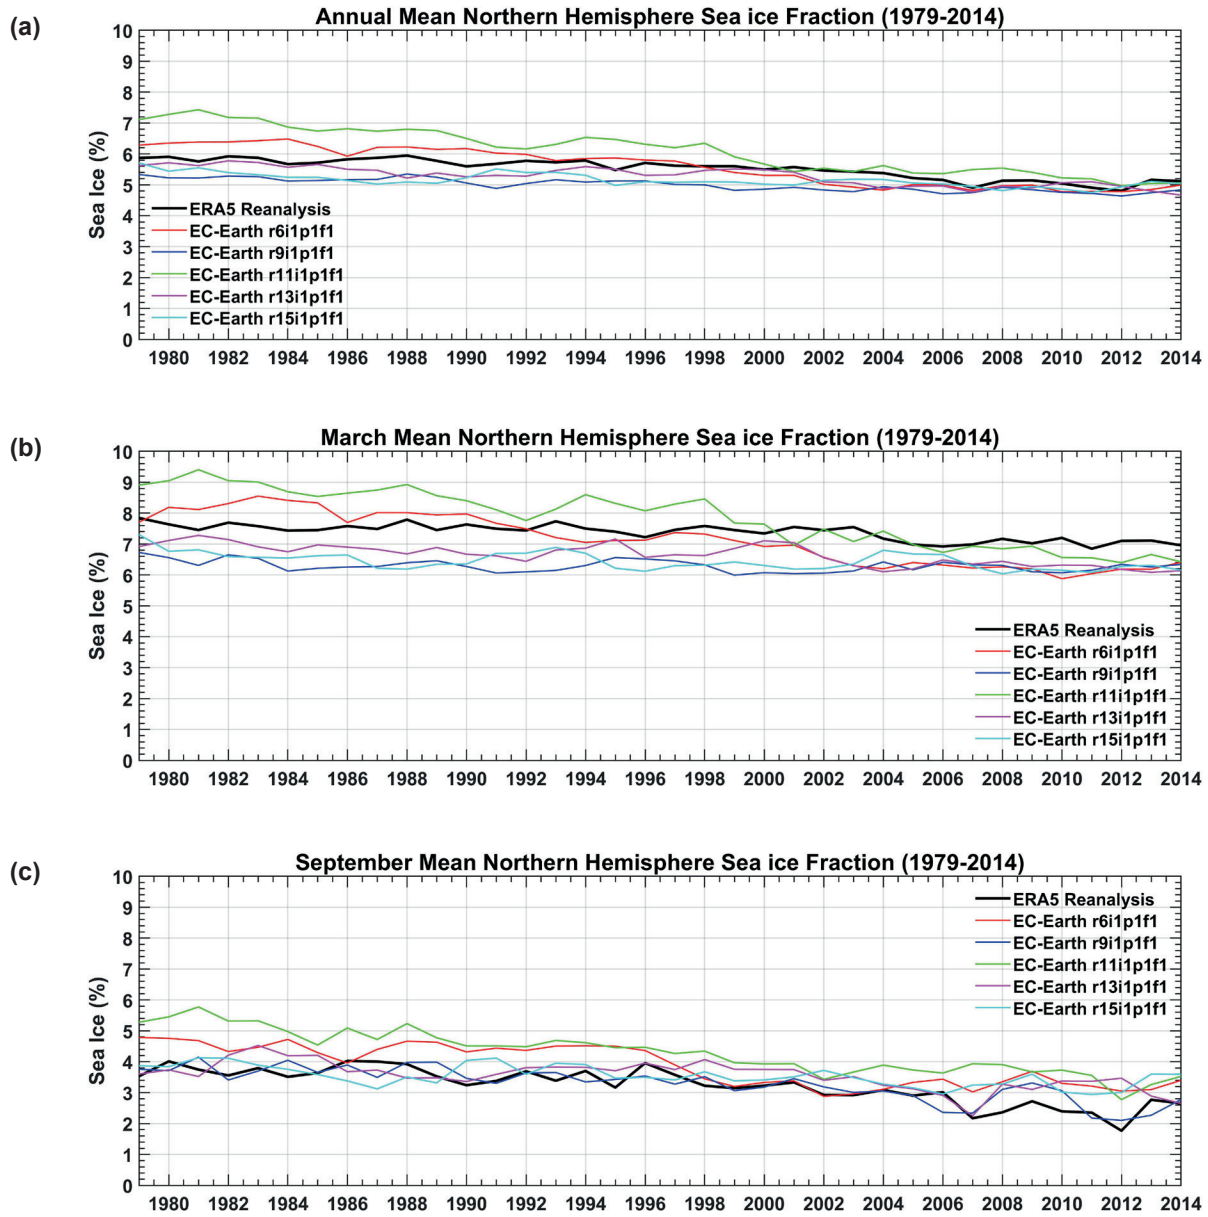 (a)
Annual Mean Northern Hemisphere Sea ice Fraction (1979-2014)
10
9
8
7
6
5
4
3
2
1
0
Sea Ice (%)
ERA5 Reanalysis
EC-Earth r6i1p1f1
EC-Earth r9i1p1f1
EC-Earth r11i1p1f1
EC-Earth r13i1p1f1
EC-Earth r15i1p1f1
1980 1982 1984 1986 1988 1990 1992 1994 1996 1998 2000 2002 2004 2006 2008 2010 2012 2014
(b)
March Mean Northern Hemisphere Sea ice Fraction (1979-2014)
10
9
8
7
6
5
4
3
2
1
0
Sea Ice (%)
ERA5 Reanalysis
EC-Earth r6i1p1f1
EC-Earth r9i1p1f1
EC-Earth r11i1p1f1
EC-Earth r13i1p1f1
EC-Earth r15i1p1f1
1980 1982 1984 1986 1988 1990 1992 1994 1996 1998 2000 2002 2004 2006 2008 2010 2012 2014
(c)
September Mean Northern Hemisphere Sea ice Fraction (1979-2014)
10
9
8
7
6
5
4
3
2
1
0
Sea Ice (%)
ERA5 Reanalysis
EC-Earth r6i1p1f1
EC-Earth r9i1p1f1
EC-Earth r11i1p1f1
EC-Earth r13i1p1f1
EC-Earth r15i1p1f1
1980 1982 1984 1986 1988 1990 1992 1994 1996 1998 2000 2002 2004 2006 2008 2010 2012 2014